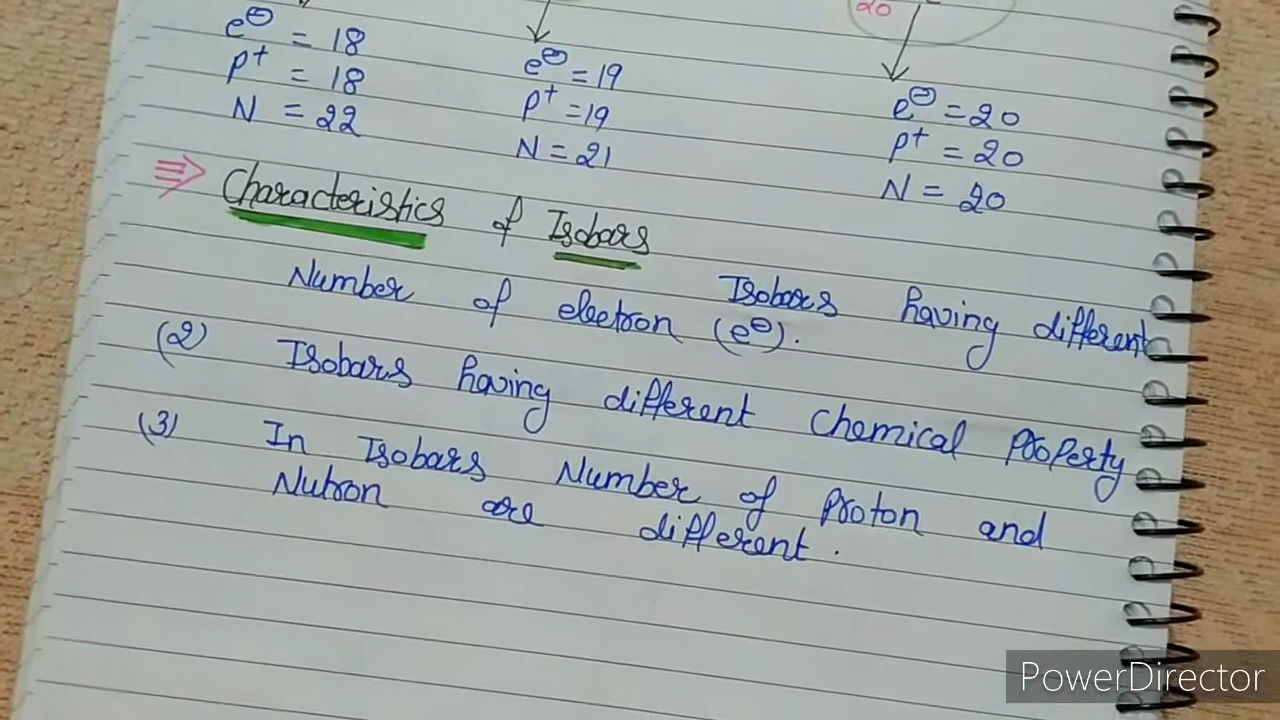 20
e⊖ = 18
P+ = 18
N = 22
e⊖ = 19
P+ = 19
N = 21
e⊖ = 20
P+ = 20
N = 20
⇒ Characteristics of Isobars
Isobars having different
Number of electron (e⊖).
(2) Isobars having different Chemical Property
(3) In Isobars Number of Proton and
Nutron are different.
PowerDirector